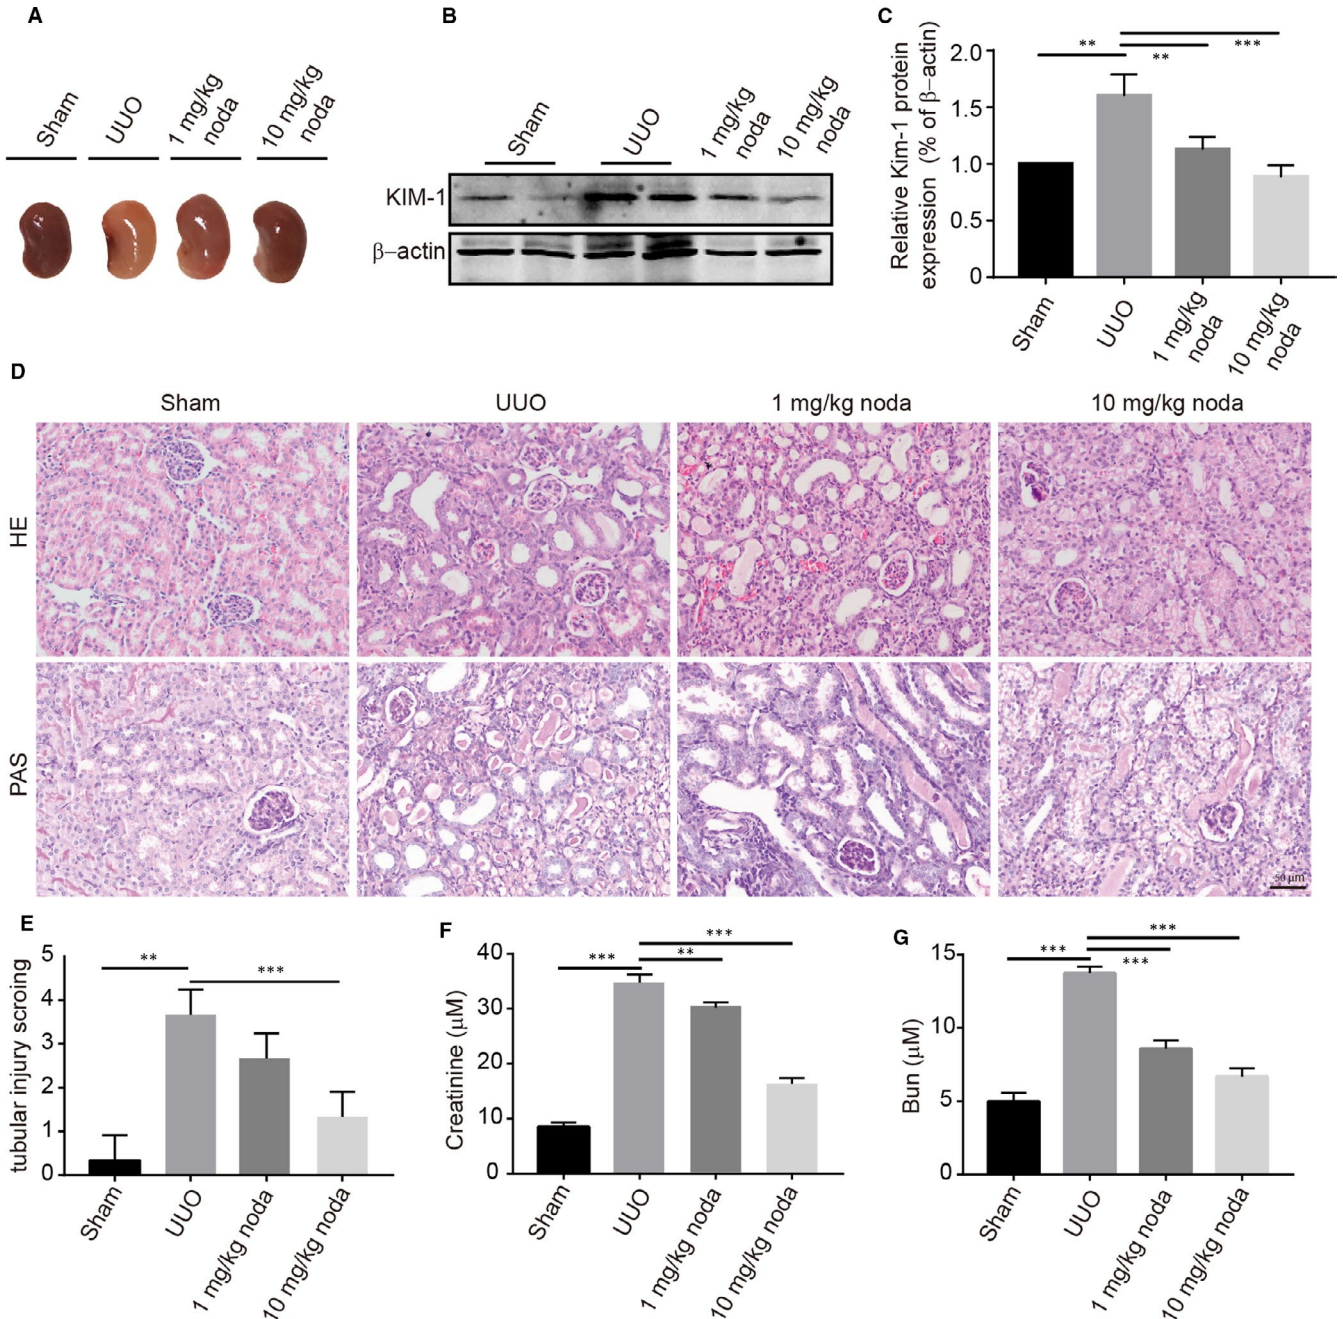 A
Sham
UUO
1 mg/kg
noda
10 mg/kg
noda
B
Sham
UUO
1 mg/kg
noda
10 mg/kg
noda
KIM-1
β-actin
C
Relative Kim-1 protein
expression (% of β-actin)
2.0
1.5
1.0
0.5
0
** ** ***
Sham
UUO
1 mg/kg
noda
10 mg/kg
noda
D
Sham UUO 1 mg/kg noda 10 mg/kg noda
HE
PAS
50 μm
E
tubular injury scroing
5
4
3
2
1
0
** ***
Sham
UUO
1 mg/kg noda
10 mg/kg noda
F
Creatinine (μM)
40
30
20
10
0
*** ** ***
Sham
UUO
1 mg/kg noda
10 mg/kg noda
G
Bun (μM)
15
10
5
0
*** *** ***
Sham
UUO
1 mg/kg noda
10 mg/kg noda